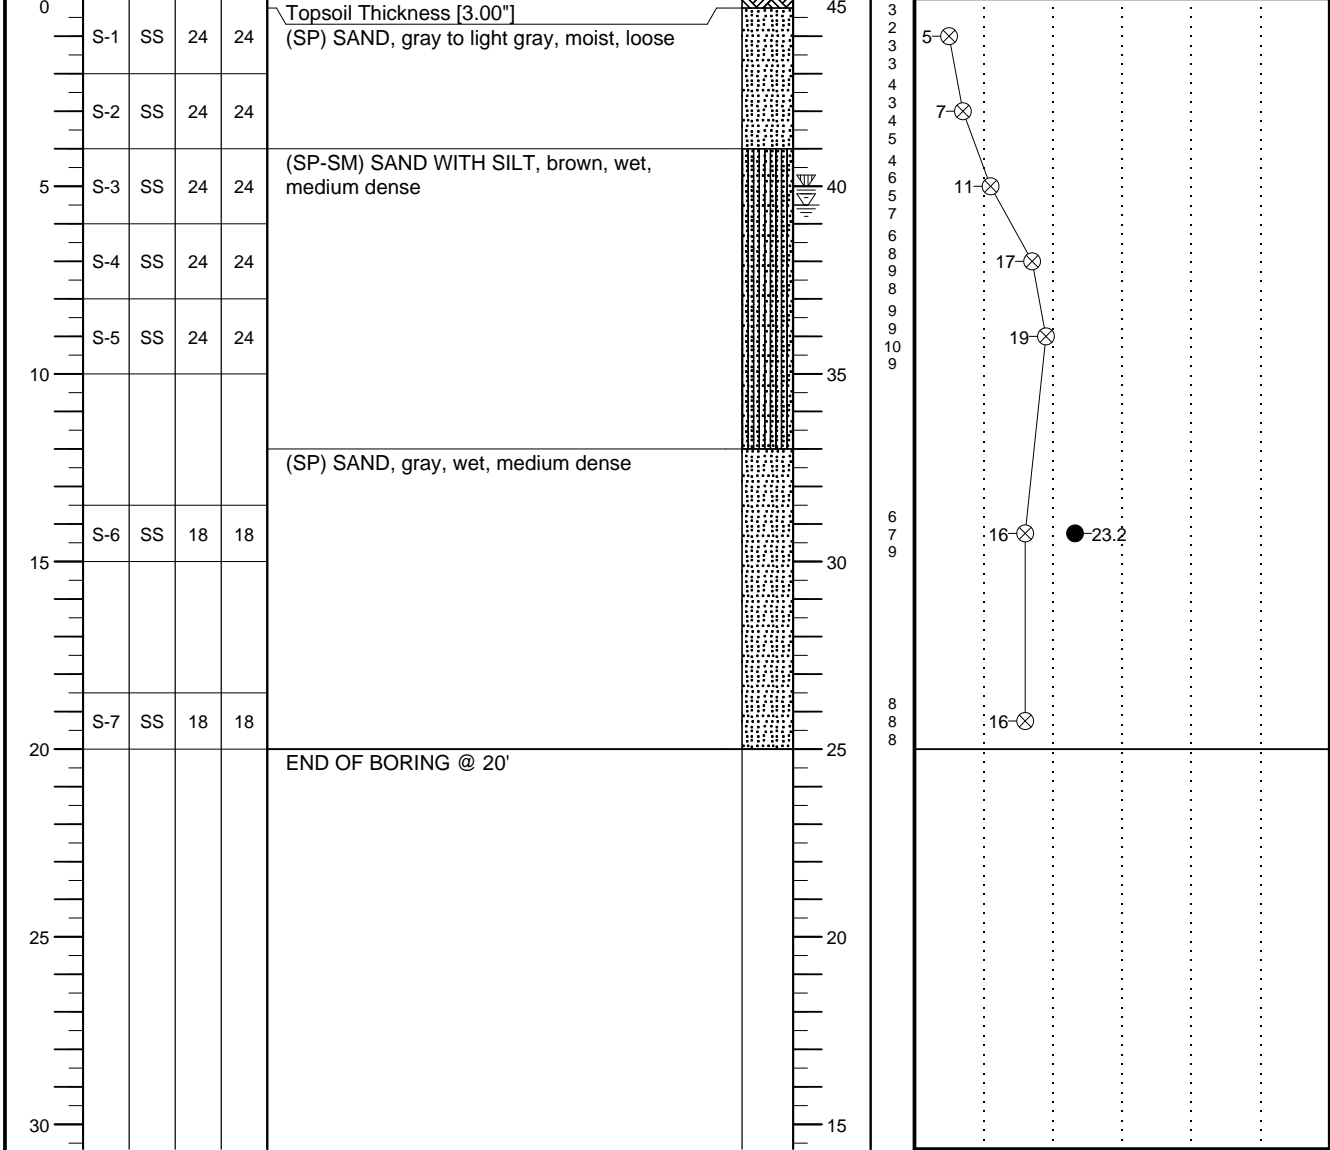 0 Topsoil Thickness [3.00"] 45 3
S-1 SS 24 24 (SP) SAND, gray to light gray, moist, loose 2 5
3
3
4
S-2 SS 24 24 3 7
4
5
(SP-SM) SAND WITH SILT, brown, wet, 4
5 S-3 SS 24 24 medium dense 40 6 11
5
7
6
S-4 SS 24 24 8 17
9
8
9
S-5 SS 24 24 9 19
10
9
10 35
(SP) SAND, gray, wet, medium dense
6
S-6 SS 18 18 7 16 23.2
9
15 30
8
S-7 SS 18 18 8 16
8
20 25
END OF BORING @ 20'
25 20
30 15